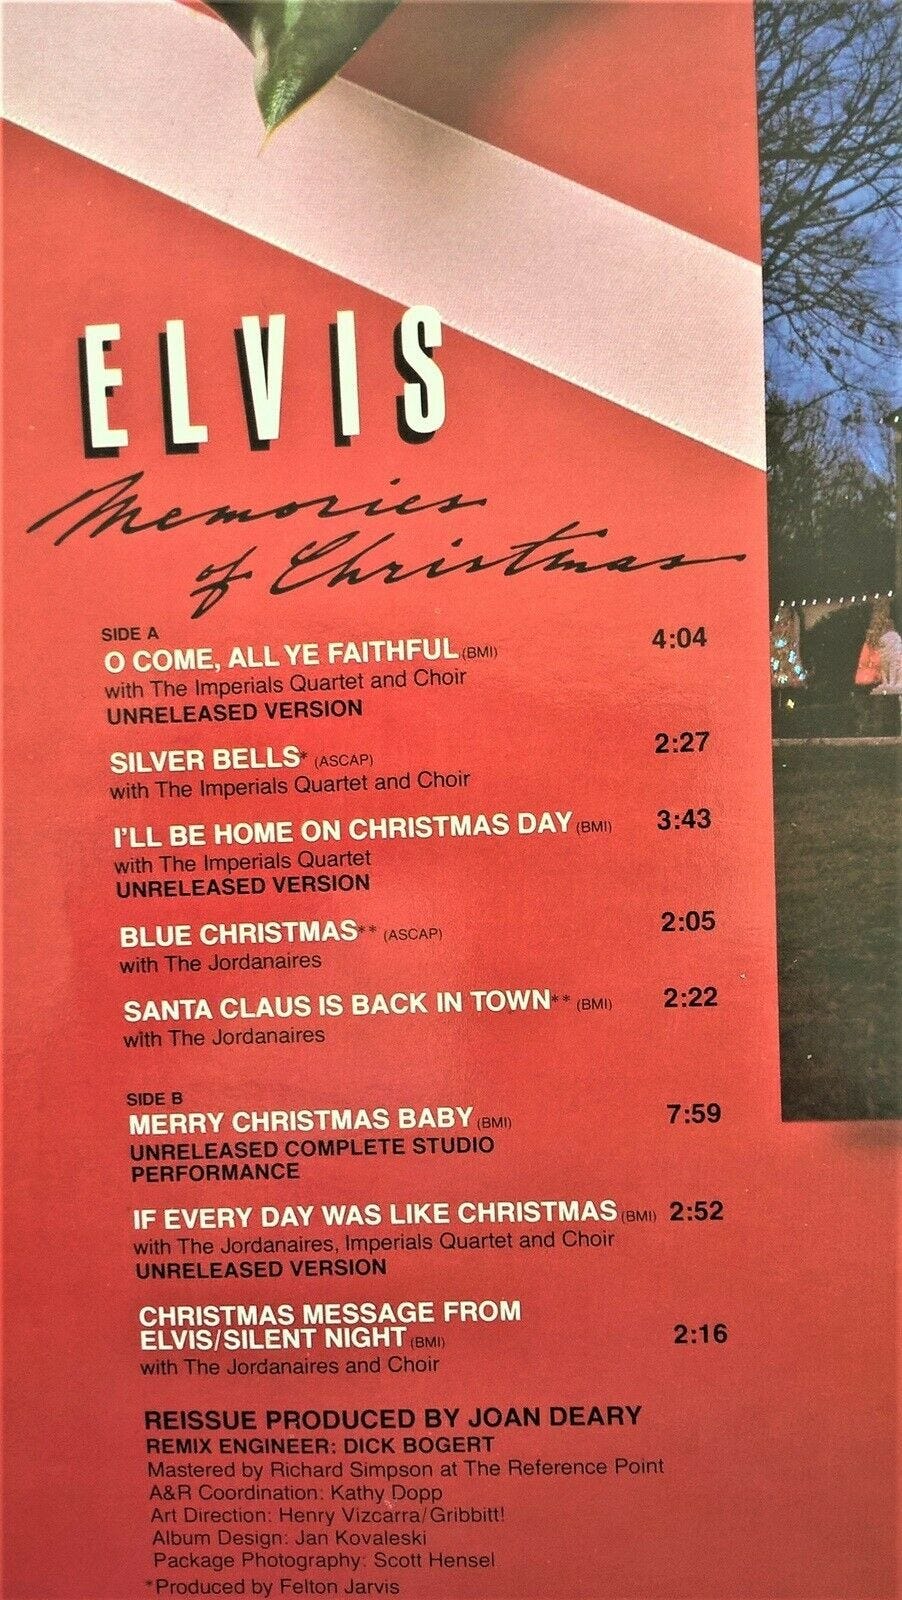 ELVIS
Memories
of Christmas
SIDE A
O COME, ALL YE FAITHFUL (BMI) 4:04
with The Imperials Quartet and Choir
UNRELEASED VERSION
SILVER BELLS* (ASCAP) 2:27
with The Imperials Quartet and Choir
I'LL BE HOME ON CHRISTMAS DAY (BMI) 3:43
with The Imperials Quartet
UNRELEASED VERSION
BLUE CHRISTMAS** (ASCAP) 2:05
with The Jordanaires
SANTA CLAUS IS BACK IN TOWN** (BMI) 2:22
with The Jordanaires
SIDE B
MERRY CHRISTMAS BABY (BMI) 7:59
UNRELEASED COMPLETE STUDIO
PERFORMANCE
IF EVERY DAY WAS LIKE CHRISTMAS (BMI) 2:52
with The Jordanaires, Imperials Quartet and Choir
UNRELEASED VERSION
CHRISTMAS MESSAGE FROM
ELVIS/SILENT NIGHT (BMI) 2:16
with The Jordanaires and Choir
REISSUE PRODUCED BY JOAN DEARY
REMIX ENGINEER: DICK BOGERT
Mastered by Richard Simpson at The Reference Point
A&R Coordination: Kathy Dopp
Art Direction: Henry Vizcarra/Gribbitt!
Album Design: Jan Kovaleski
Package Photography: Scott Hensel
*Produced by Felton Jarvis